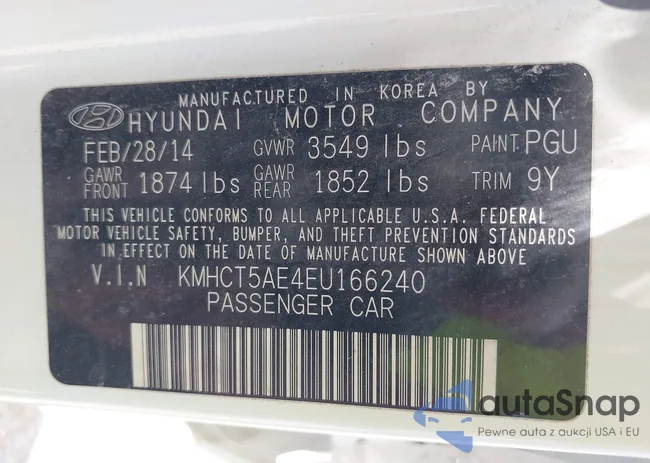 MANUFACTURED IN KOREA BY
HYUNDAI MOTOR COMPANY
FEB/28/14 GVWR 3549 lbs PAINT PGU
GAWR FRONT 1874 lbs GAWR REAR 1852 lbs TRIM 9Y
THIS VEHICLE CONFORMS TO ALL APPLICABLE U.S.A. FEDERAL
MOTOR VEHICLE SAFETY, BUMPER, AND THEFT PREVENTION STANDARDS
IN EFFECT ON THE DATE OF MANUFACTURE SHOWN ABOVE
V.I.N KMHCT5AE4EU166240
PASSENGER CAR
autaSnap
Pewne auta z aukcji USA i EU